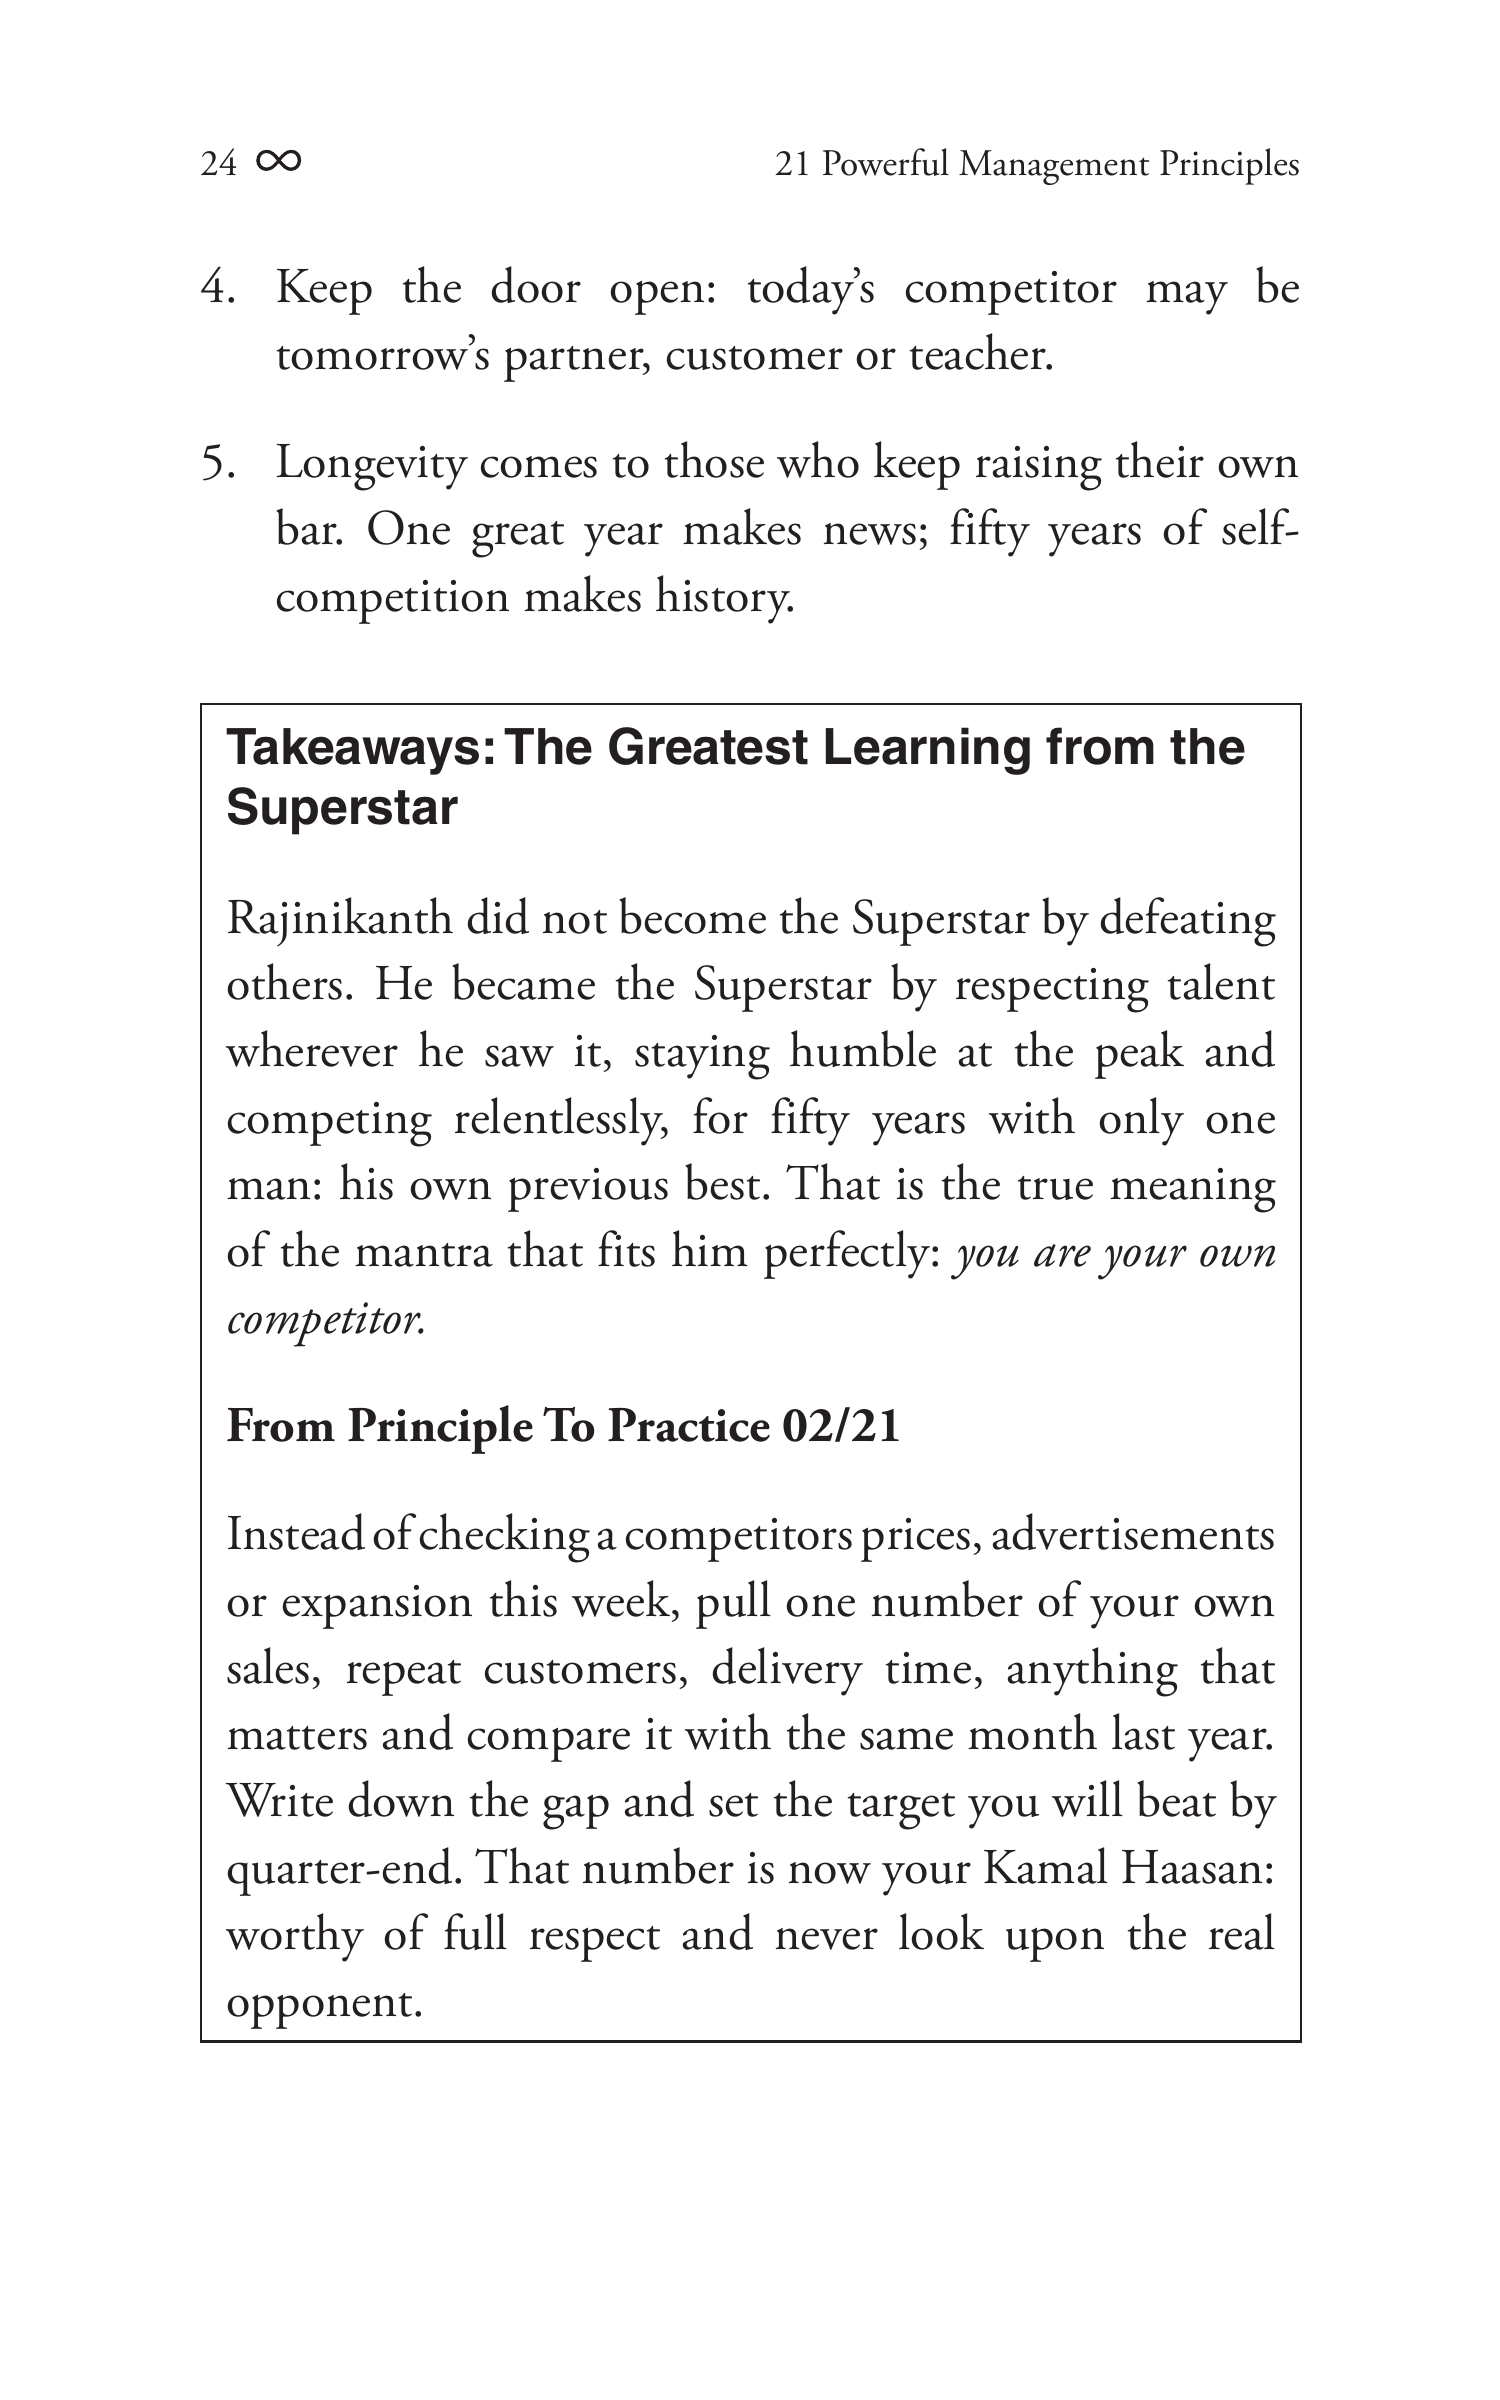 24 ∞ 21 Powerful Management Principles
4. Keep the door open: today’s competitor may be
tomorrow’s partner, customer or teacher.
5. Longevity comes to those who keep raising their own
bar. One great year makes news; fifty years of self-
competition makes history.
Takeaways: The Greatest Learning from the
Superstar
Rajinikanth did not become the Superstar by defeating
others. He became the Superstar by respecting talent
wherever he saw it, staying humble at the peak and
competing relentlessly, for fifty years with only one
man: his own previous best. That is the true meaning
of the mantra that fits him perfectly: you are your own
competitor.
From Principle To Practice 02/21
Instead of checking a competitors prices, advertisements
or expansion this week, pull one number of your own
sales, repeat customers, delivery time, anything that
matters and compare it with the same month last year.
Write down the gap and set the target you will beat by
quarter-end. That number is now your Kamal Haasan:
worthy of full respect and never look upon the real
opponent.